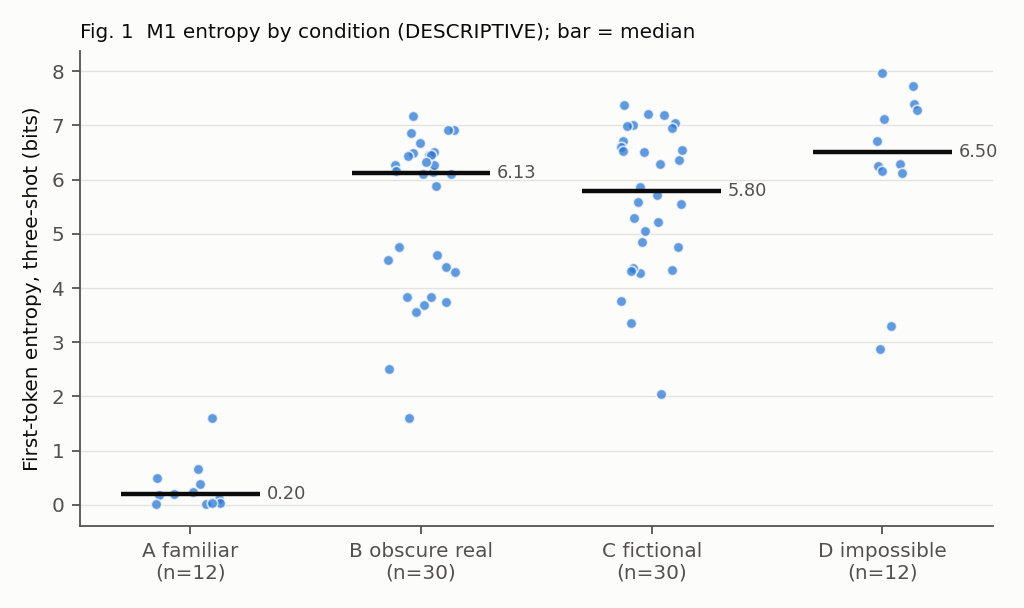 Fig. 1  M1 entropy by condition (DESCRIPTIVE); bar = median
First-token entropy, three-shot (bits)
8
7
6
5
4
3
2
1
0
0.20
6.13
5.80
6.50
A familiar
(n=12)
B obscure real
(n=30)
C fictional
(n=30)
D impossible
(n=12)